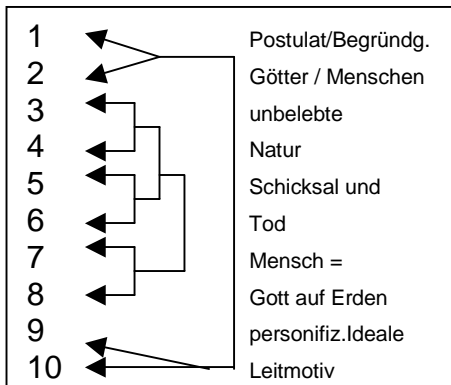 1 Postulat/Begründg.
2 Götter / Menschen
3 unbelebte
4 Natur
5 Schicksal und
6 Tod
7 Mensch =
8 Gott auf Erden
9 personifiz.Ideale
10 Leitmotiv